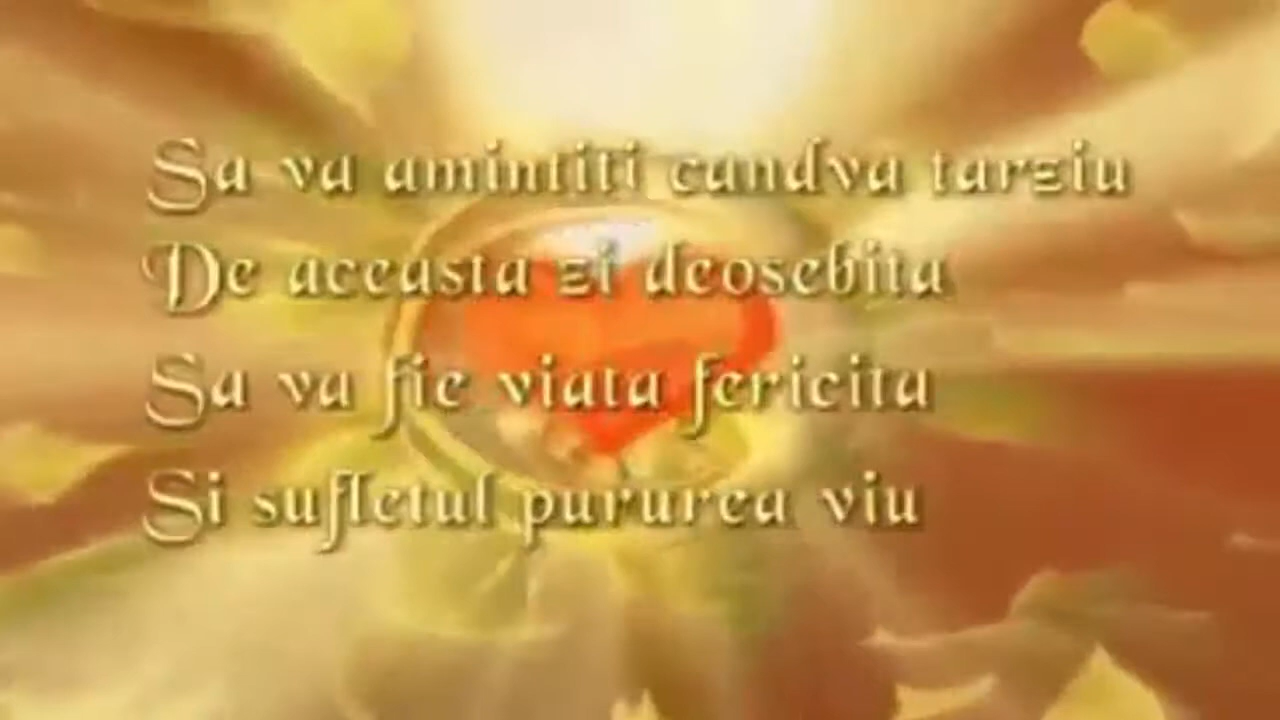 Sa va amintiti candva tarziu
De aceasta zi deosebita
Sa va fie viata fericita
Si sufletul pururea viu